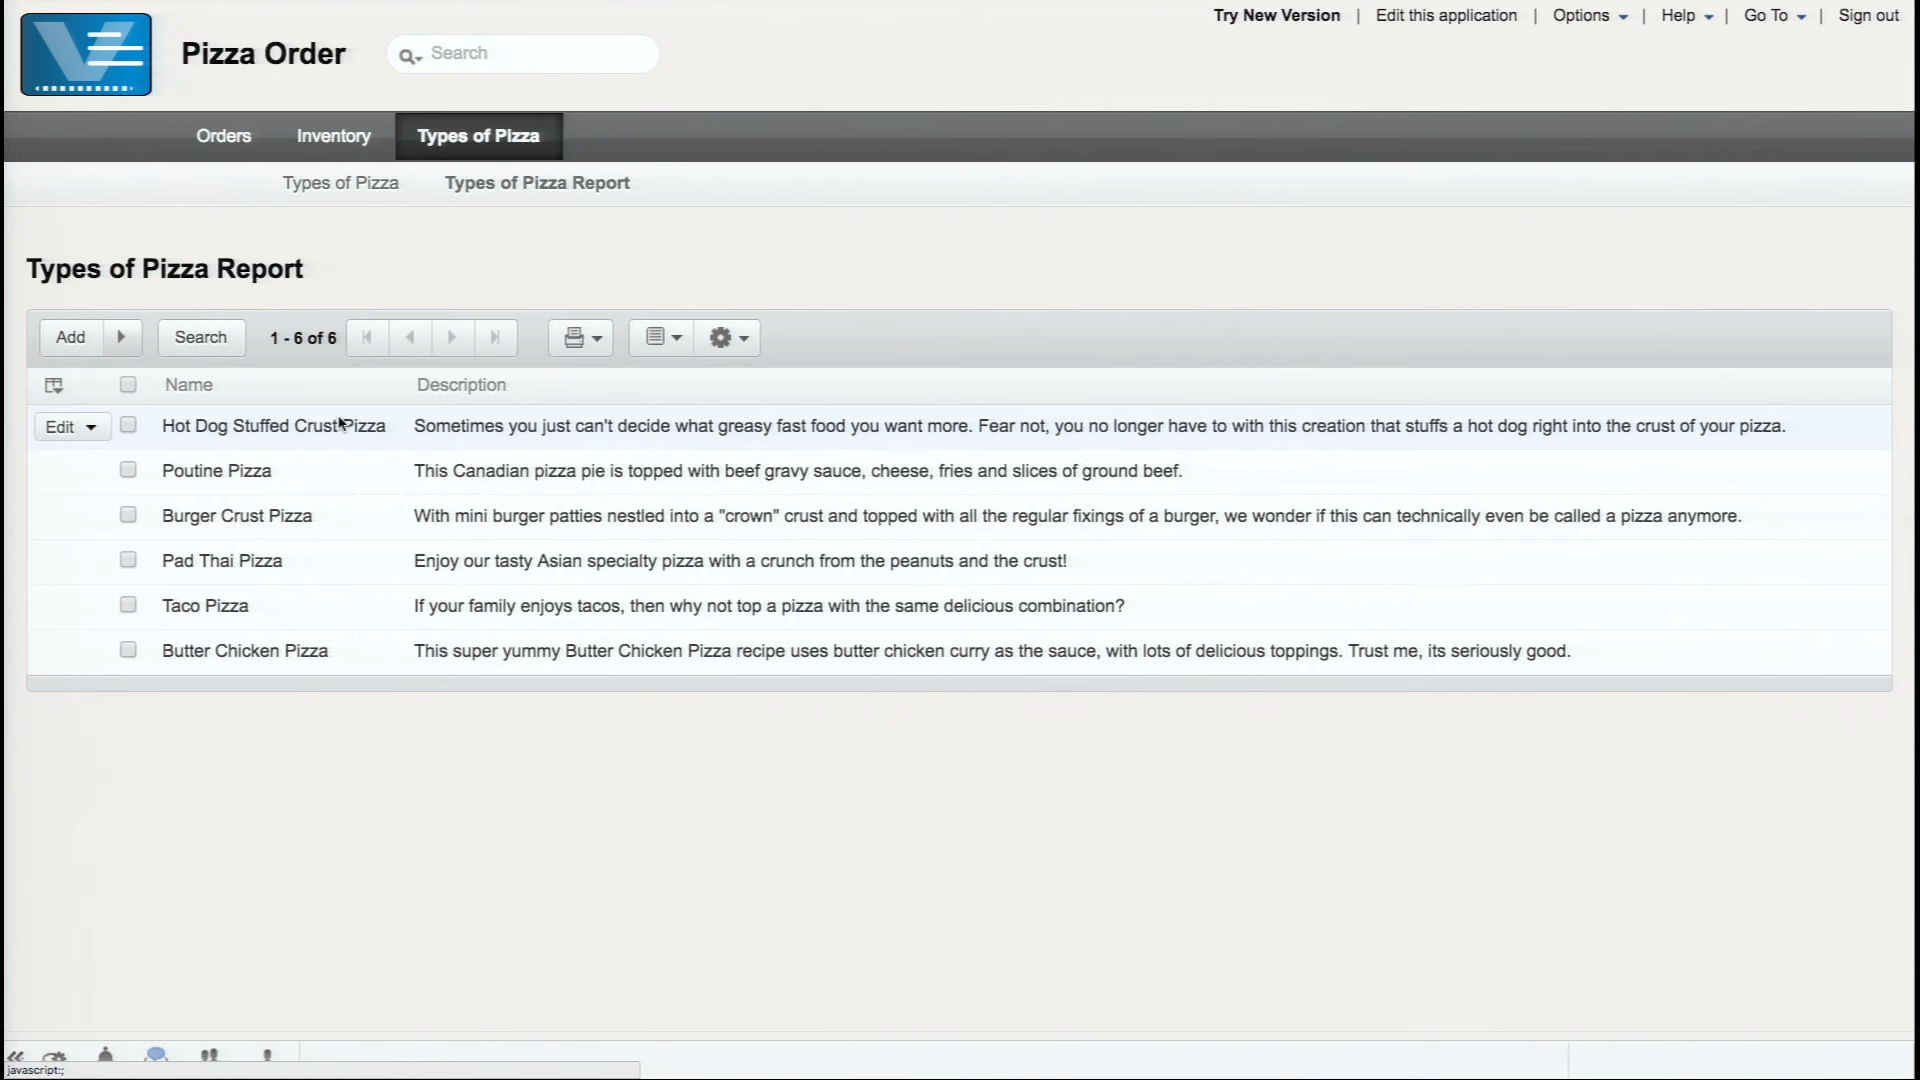 Try New Version | Edit this application | Options | Help | Go To | Sign out
Pizza Order
Search
Orders Inventory Types of Pizza
Types of Pizza Types of Pizza Report
Types of Pizza Report
Add Search 1 - 6 of 6
Name Description
Edit Hot Dog Stuffed Crust Pizza Sometimes you just can't decide what greasy fast food you want more. Fear not, you no longer have to with this creation that stuffs a hot dog right into the crust of your pizza.
Poutine Pizza This Canadian pizza pie is topped with beef gravy sauce, cheese, fries and slices of ground beef.
Burger Crust Pizza With mini burger patties nestled into a "crown" crust and topped with all the regular fixings of a burger, we wonder if this can technically even be called a pizza anymore.
Pad Thai Pizza Enjoy our tasty Asian specialty pizza with a crunch from the peanuts and the crust!
Taco Pizza If your family enjoys tacos, then why not top a pizza with the same delicious combination?
Butter Chicken Pizza This super yummy Butter Chicken Pizza recipe uses butter chicken curry as the sauce, with lots of delicious toppings. Trust me, its seriously good.
javascript:;